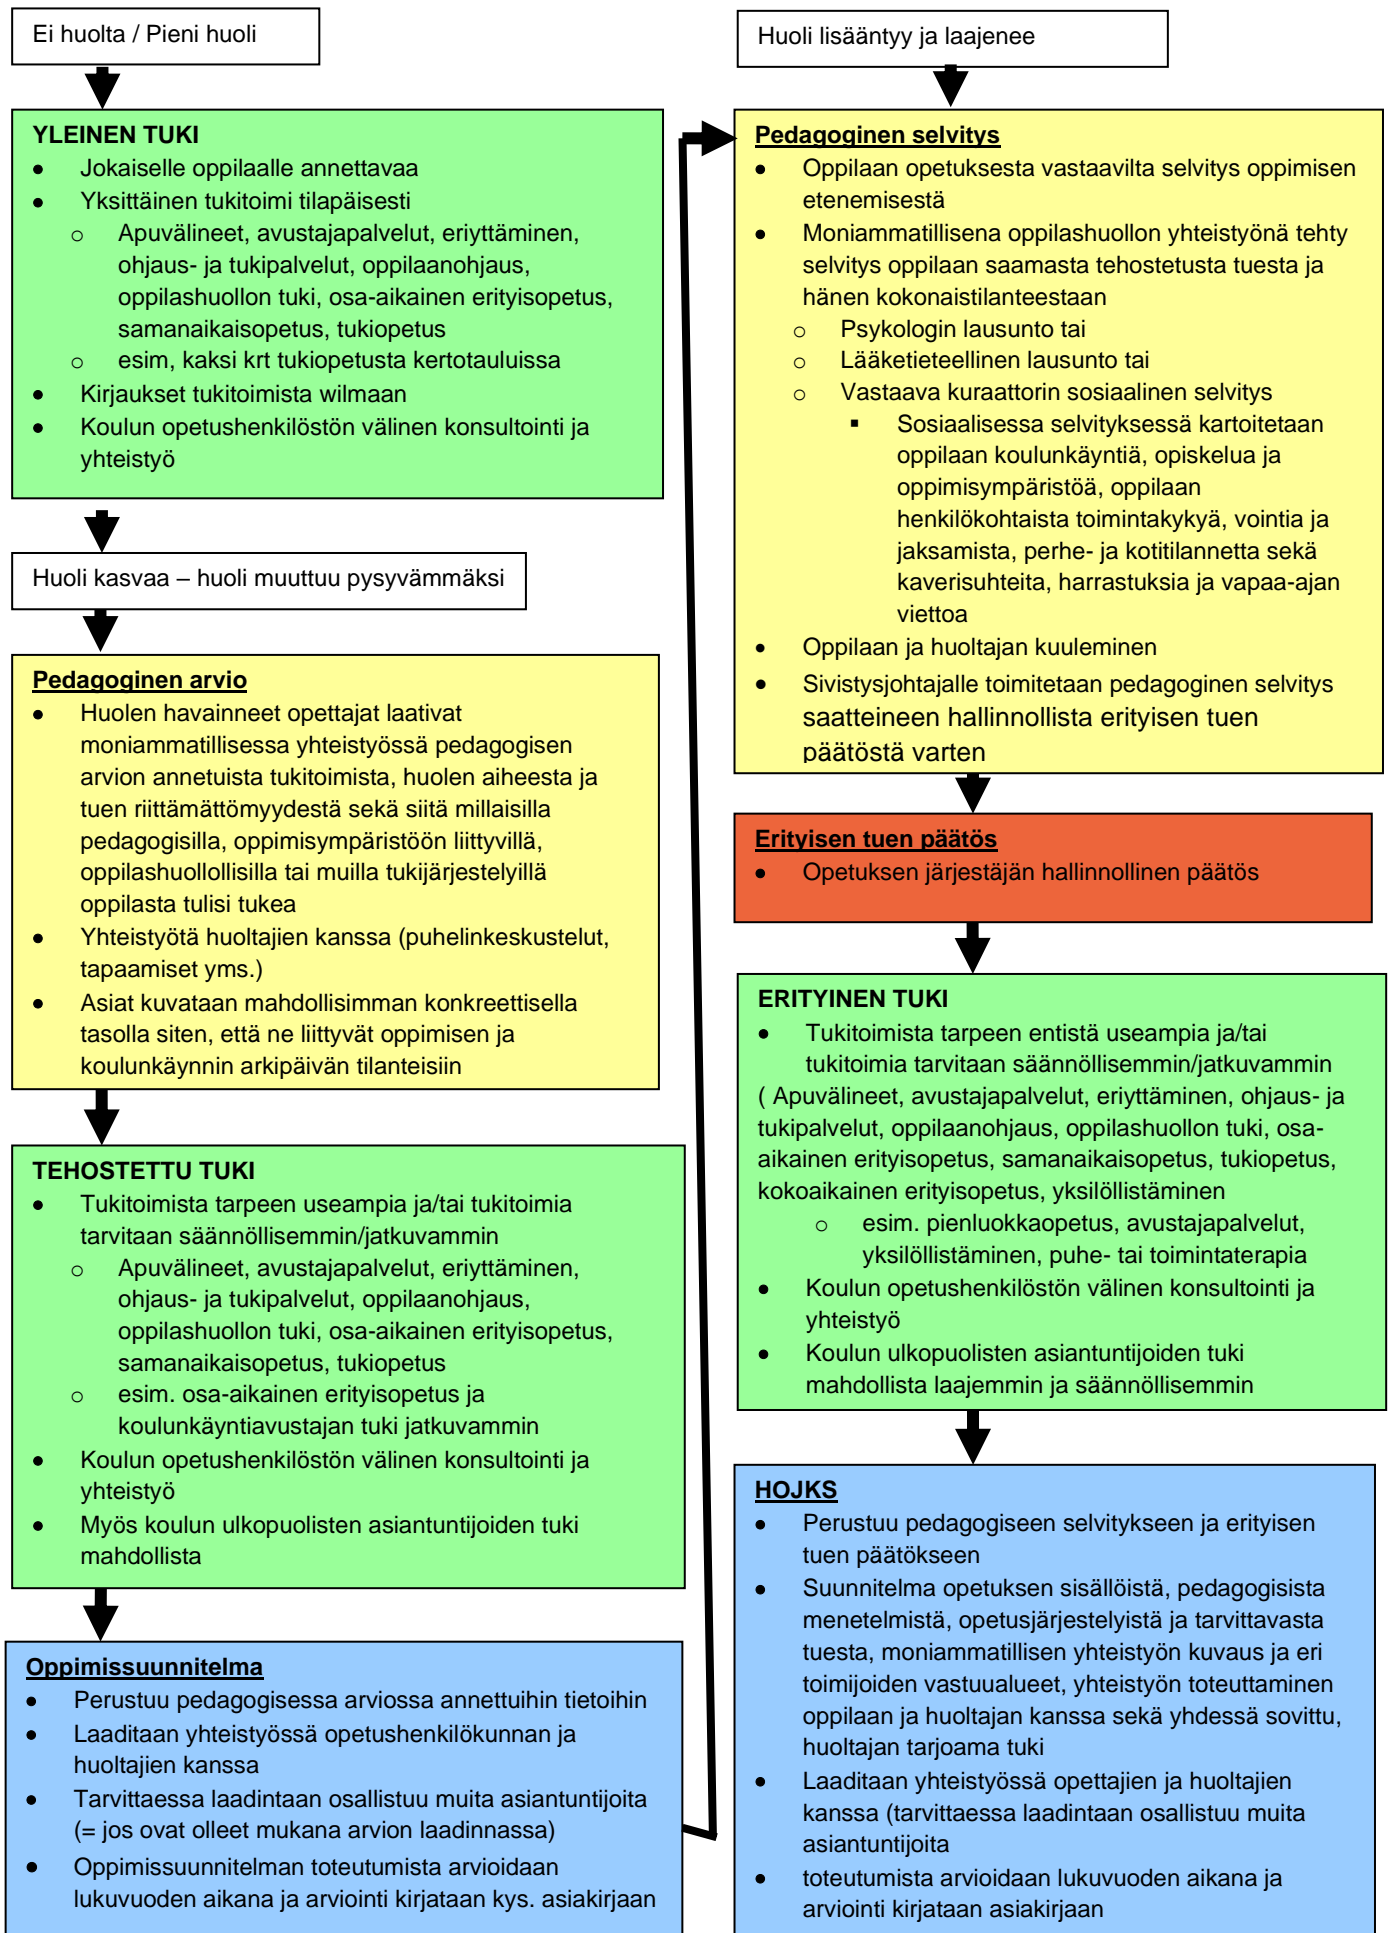 Ei huolta / Pieni huoli
YLEINEN TUKI
• Jokaiselle oppilaalle annettavaa
• Yksittäinen tukitoimi tilapäisesti
o Apuvälineet, avustajapalvelut, eriyttäminen,
ohjaus- ja tukipalvelut, oppilaanohjaus,
oppilashuollon tuki, osa-aikainen erityisopetus,
samanaikaisopetus, tukiopetus
o esim, kaksi krt tukiopetusta kertotauluissa
• Kirjaukset tukitoimista wilmaan
• Koulun opetushenkilöstön välinen konsultointi ja
yhteistyö
Huoli kasvaa – huoli muuttuu pysyvämmäksi
Pedagoginen arvio
• Huolen havainneet opettajat laativat
moniammatillisessa yhteistyössä pedagogisen
arvion annetuista tukitoimista, huolen aiheesta ja
tuen riittämättömyydestä sekä siitä millaisilla
pedagogisilla, oppimisympäristöön liittyvillä,
oppilashuollollisilla tai muilla tukijärjestelyillä
oppilasta tulisi tukea
• Yhteistyötä huoltajien kanssa (puhelinkeskustelut,
tapaamiset yms.)
• Asiat kuvataan mahdollisimman konkreettisella
tasolla siten, että ne liittyvät oppimisen ja
koulunkäynnin arkipäivän tilanteisiin
TEHOSTETTU TUKI
• Tukitoimista tarpeen useampia ja/tai tukitoimia
tarvitaan säännöllisemmin/jatkuvammin
o Apuvälineet, avustajapalvelut, eriyttäminen,
ohjaus- ja tukipalvelut, oppilaanohjaus,
oppilashuollon tuki, osa-aikainen erityisopetus,
samanaikaisopetus, tukiopetus
o esim. osa-aikainen erityisopetus ja
koulunkäyntiavustajan tuki jatkuvammin
• Koulun opetushenkilöstön välinen konsultointi ja
yhteistyö
• Myös koulun ulkopuolisten asiantuntijoiden tuki
mahdollista
Oppimissuunnitelma
• Perustuu pedagogisessa arviossa annettuihin tietoihin
• Laaditaan yhteistyössä opetushenkilökunnan ja
huoltajien kanssa
• Tarvittaessa laadintaan osallistuu muita asiantuntijoita
(= jos ovat olleet mukana arvion laadinnassa)
• Oppimissuunnitelman toteutumista arvioidaan
lukuvuoden aikana ja arviointi kirjataan kys. asiakirjaan
Huoli lisääntyy ja laajenee
Pedagoginen selvitys
• Oppilaan opetuksesta vastaavilta selvitys oppimisen
etenemisestä
• Moniammatillisena oppilashuollon yhteistyönä tehty
selvitys oppilaan saamasta tehostetusta tuesta ja
hänen kokonaistilanteestaan
o Psykologin lausunto tai
o Lääketieteellinen lausunto tai
o Vastaava kuraattorin sosiaalinen selvitys
▪ Sosiaalisessa selvityksessä kartoitetaan
oppilaan koulunkäyntiä, opiskelua ja
oppimisympäristöä, oppilaan
henkilökohtaista toimintakykyä, vointia ja
jaksamista, perhe- ja kotitilannetta sekä
kaverisuhteita, harrastuksia ja vapaa-ajan
viettoa
• Oppilaan ja huoltajan kuuleminen
• Sivistysjohtajalle toimitetaan pedagoginen selvitys
saatteineen hallinnollista erityisen tuen
päätöstä varten
Erityisen tuen päätös
• Opetuksen järjestäjän hallinnollinen päätös
ERITYINEN TUKI
• Tukitoimista tarpeen entistä useampia ja/tai
tukitoimia tarvitaan säännöllisemmin/jatkuvammin
( Apuvälineet, avustajapalvelut, eriyttäminen, ohjaus- ja
tukipalvelut, oppilaanohjaus, oppilashuollon tuki, osa-
aikainen erityisopetus, samanaikaisopetus, tukiopetus,
kokoaikainen erityisopetus, yksilöllistäminen
o esim. pienluokkaopetus, avustajapalvelut,
yksilöllistäminen, puhe- tai toimintaterapia
• Koulun opetushenkilöstön välinen konsultointi ja
yhteistyö
• Koulun ulkopuolisten asiantuntijoiden tuki
mahdollista laajemmin ja säännöllisemmin
HOJKS
• Perustuu pedagogiseen selvitykseen ja erityisen
tuen päätökseen
• Suunnitelma opetuksen sisällöistä, pedagogisista
menetelmistä, opetusjärjestelyistä ja tarvittavasta
tuesta, moniammatillisen yhteistyön kuvaus ja eri
toimijoiden vastuualueet, yhteistyön toteuttaminen
oppilaan ja huoltajan kanssa sekä yhdessä sovittu,
huoltajan tarjoama tuki
• Laaditaan yhteistyössä opettajien ja huoltajien
kanssa (tarvittaessa laadintaan osallistuu muita
asiantuntijoita
• toteutumista arvioidaan lukuvuoden aikana ja
arviointi kirjataan asiakirjaan